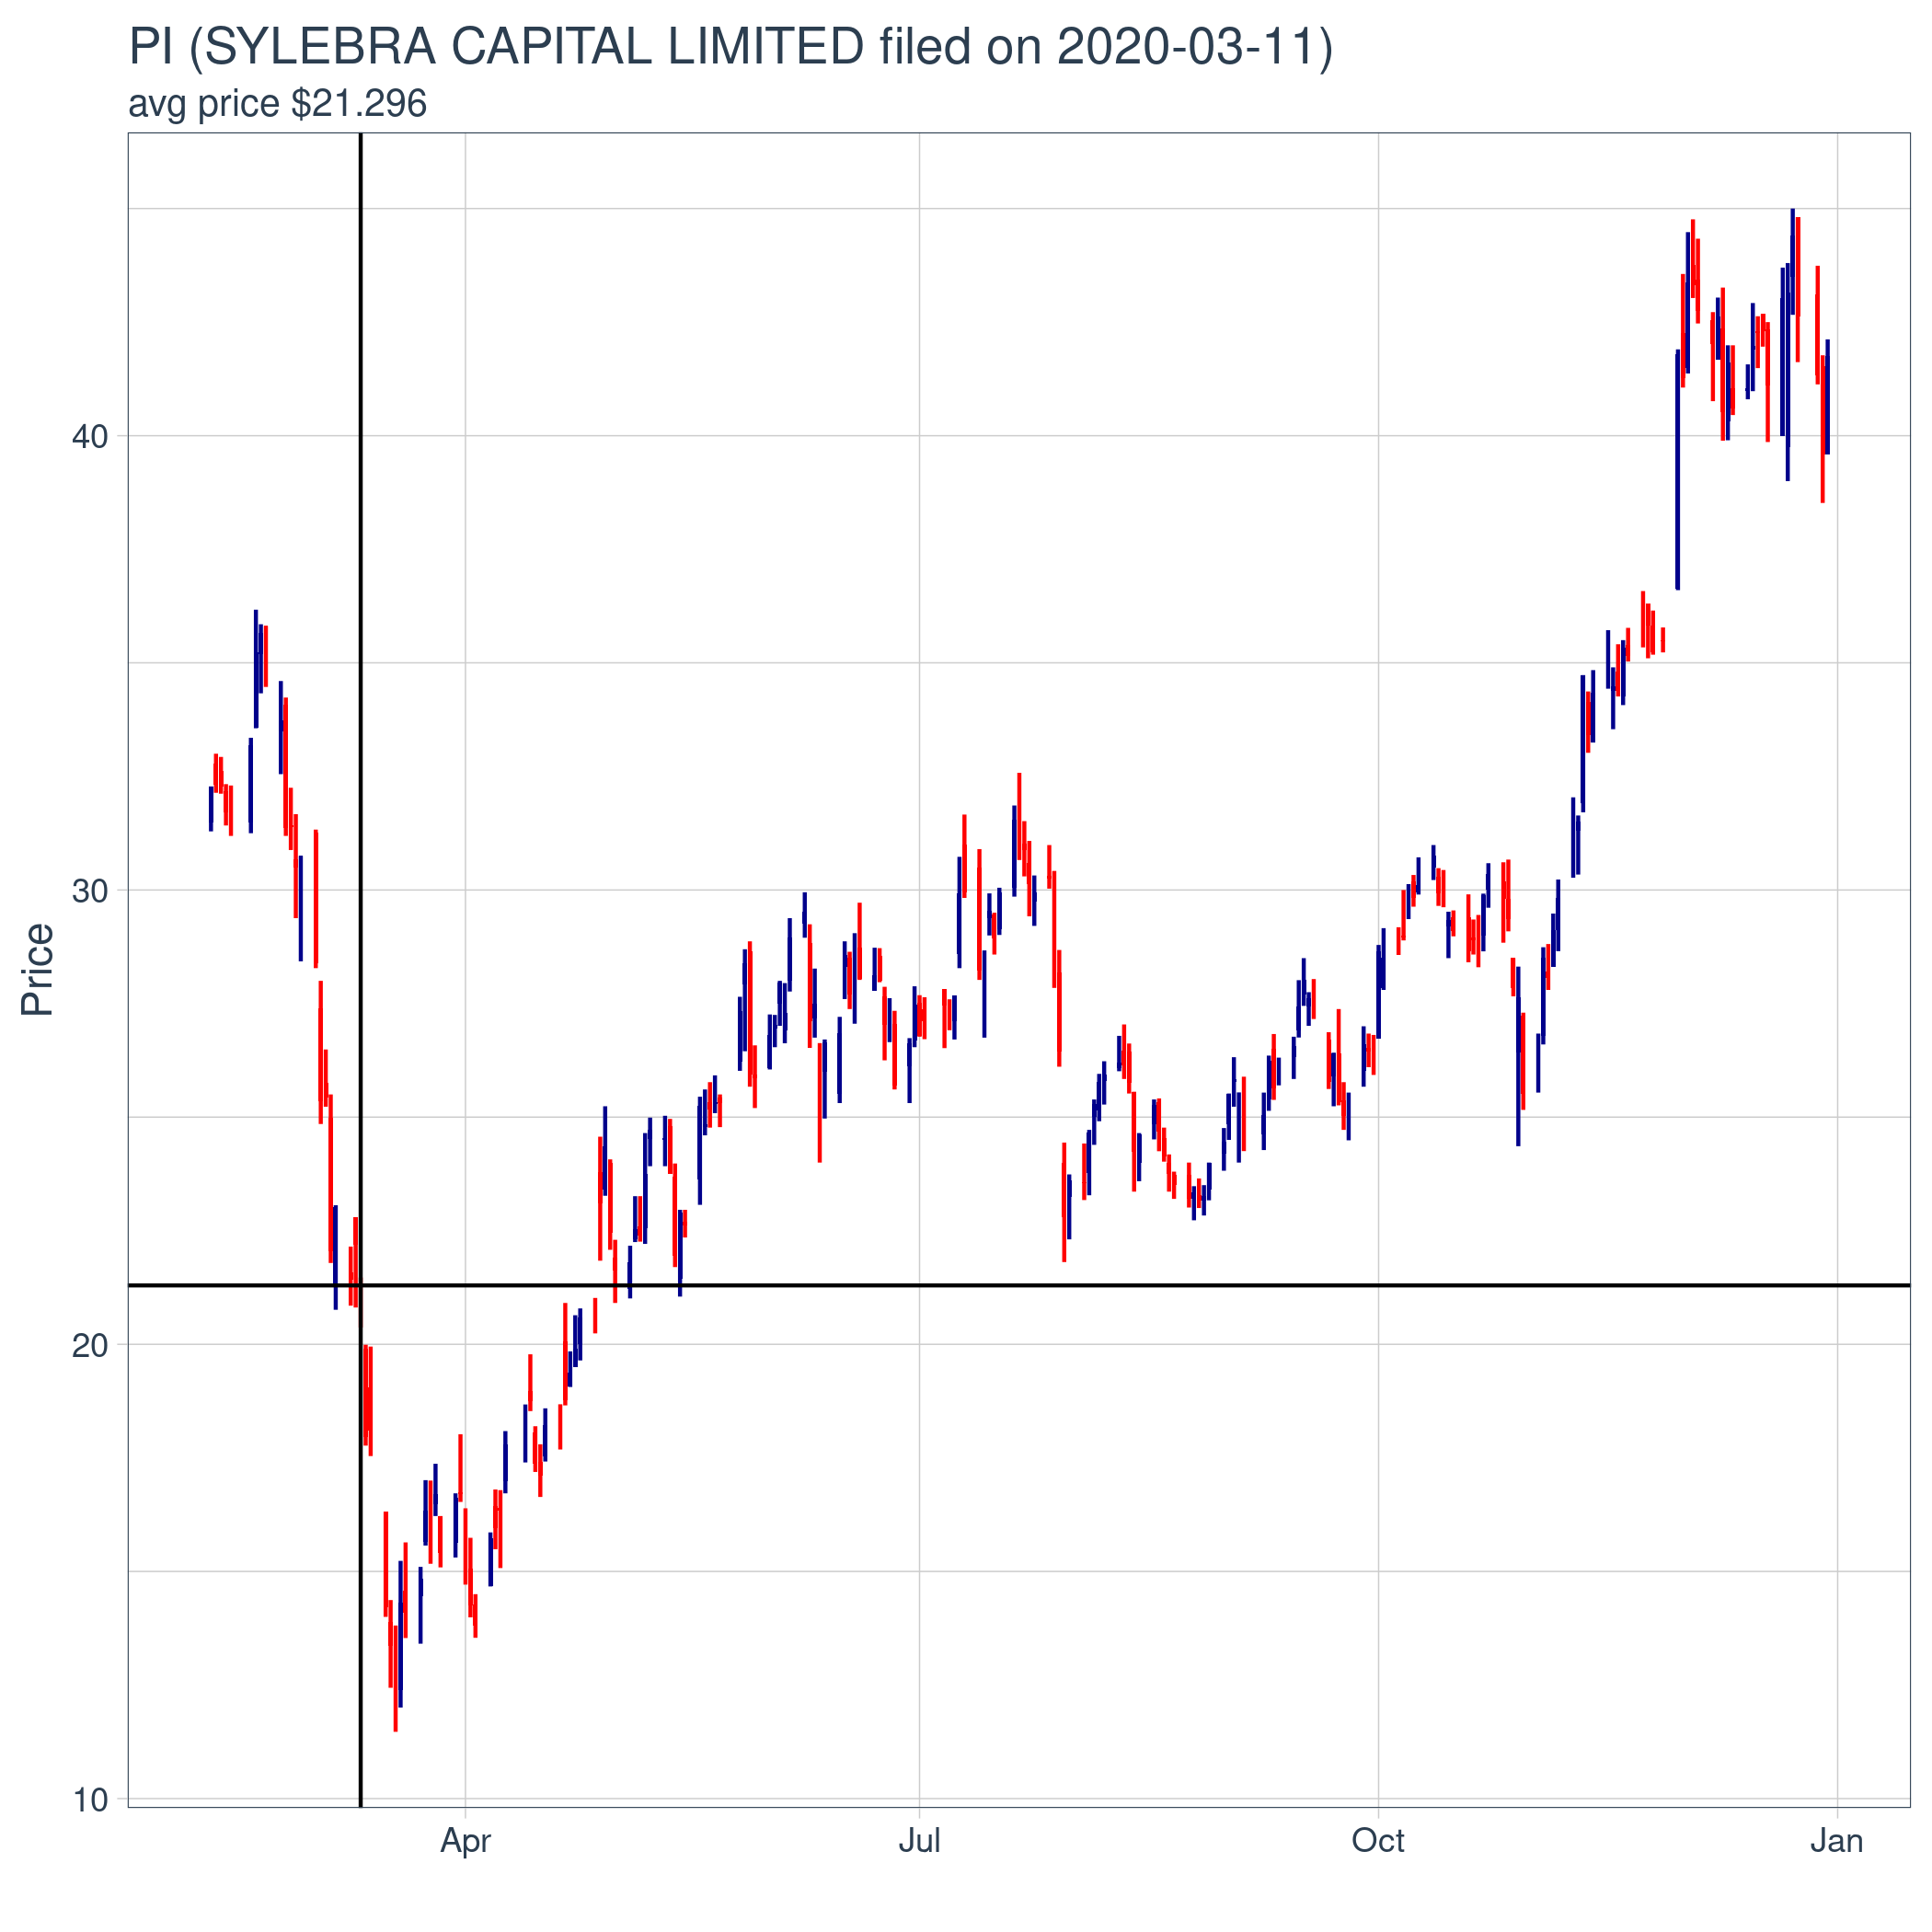 PI (SYLEBRA CAPITAL LIMITED filed on 2020-03-11)
avg price $21.296
40
30
Price
20
10
Apr Jul Oct Jan